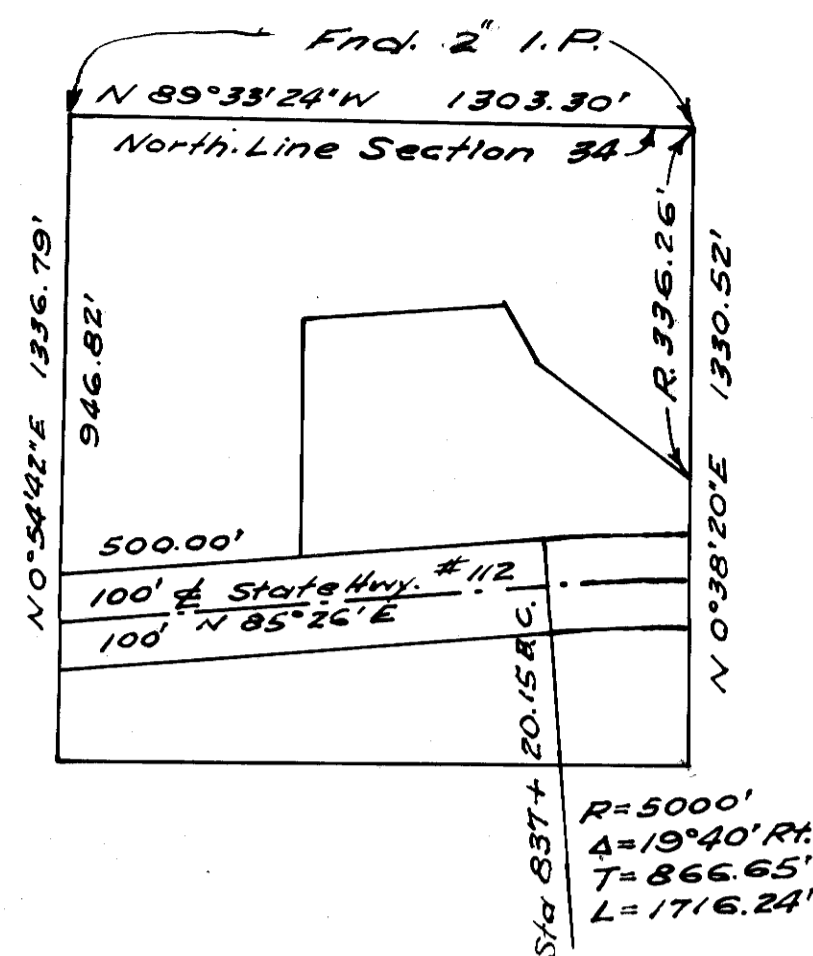 Fnd. 2" I.P.
N 89°33'24"W 1303.30'
North Line Section 34
N 0°54'42"E 1336.79'
946.82'
R. 336.26'
N 0°38'20"E 1330.52'
500.00'
100' ℄ State Hwy. #112
N 85°26'E
100'
Sta 837+20.15 B.C.
R=5000'
Δ=19°40' Rt.
T=866.65'
L=1716.24'